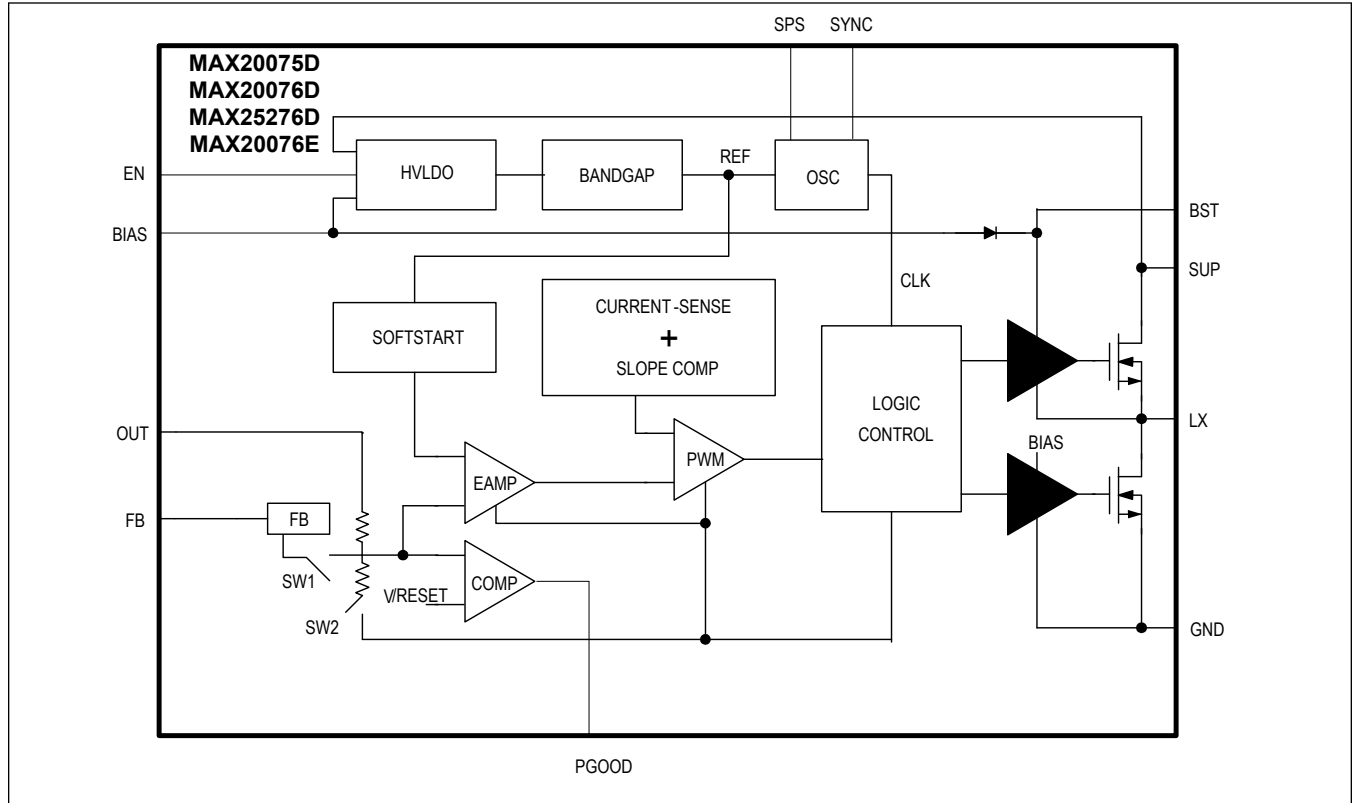 SPS SYNC
MAX20075D
MAX20076D
MAX25276D
MAX20076E
EN
HVLDO
BANDGAP
REF
OSC
BST
BIAS
SUP
CLK
SOFTSTART
CURRENT-SENSE
+
SLOPE COMP
LOGIC
CONTROL
LX
OUT
EAMP
PWM
BIAS
FB
FB
SW1
COMP
V/RESET
SW2
GND
PGOOD